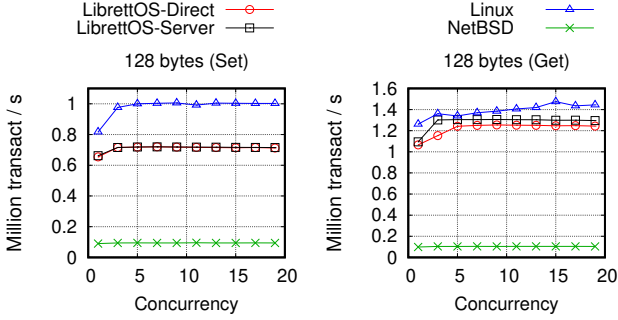 LibrettOS-Direct
LibrettOS-Server
Linux
NetBSD
128 bytes (Set)
Million transact / s
1
0.8
0.6
0.4
0.2
0
0 5 10 15 20
Concurrency
128 bytes (Get)
Million transact / s
1.6
1.4
1.2
1
0.8
0.6
0.4
0.2
0
0 5 10 15 20
Concurrency